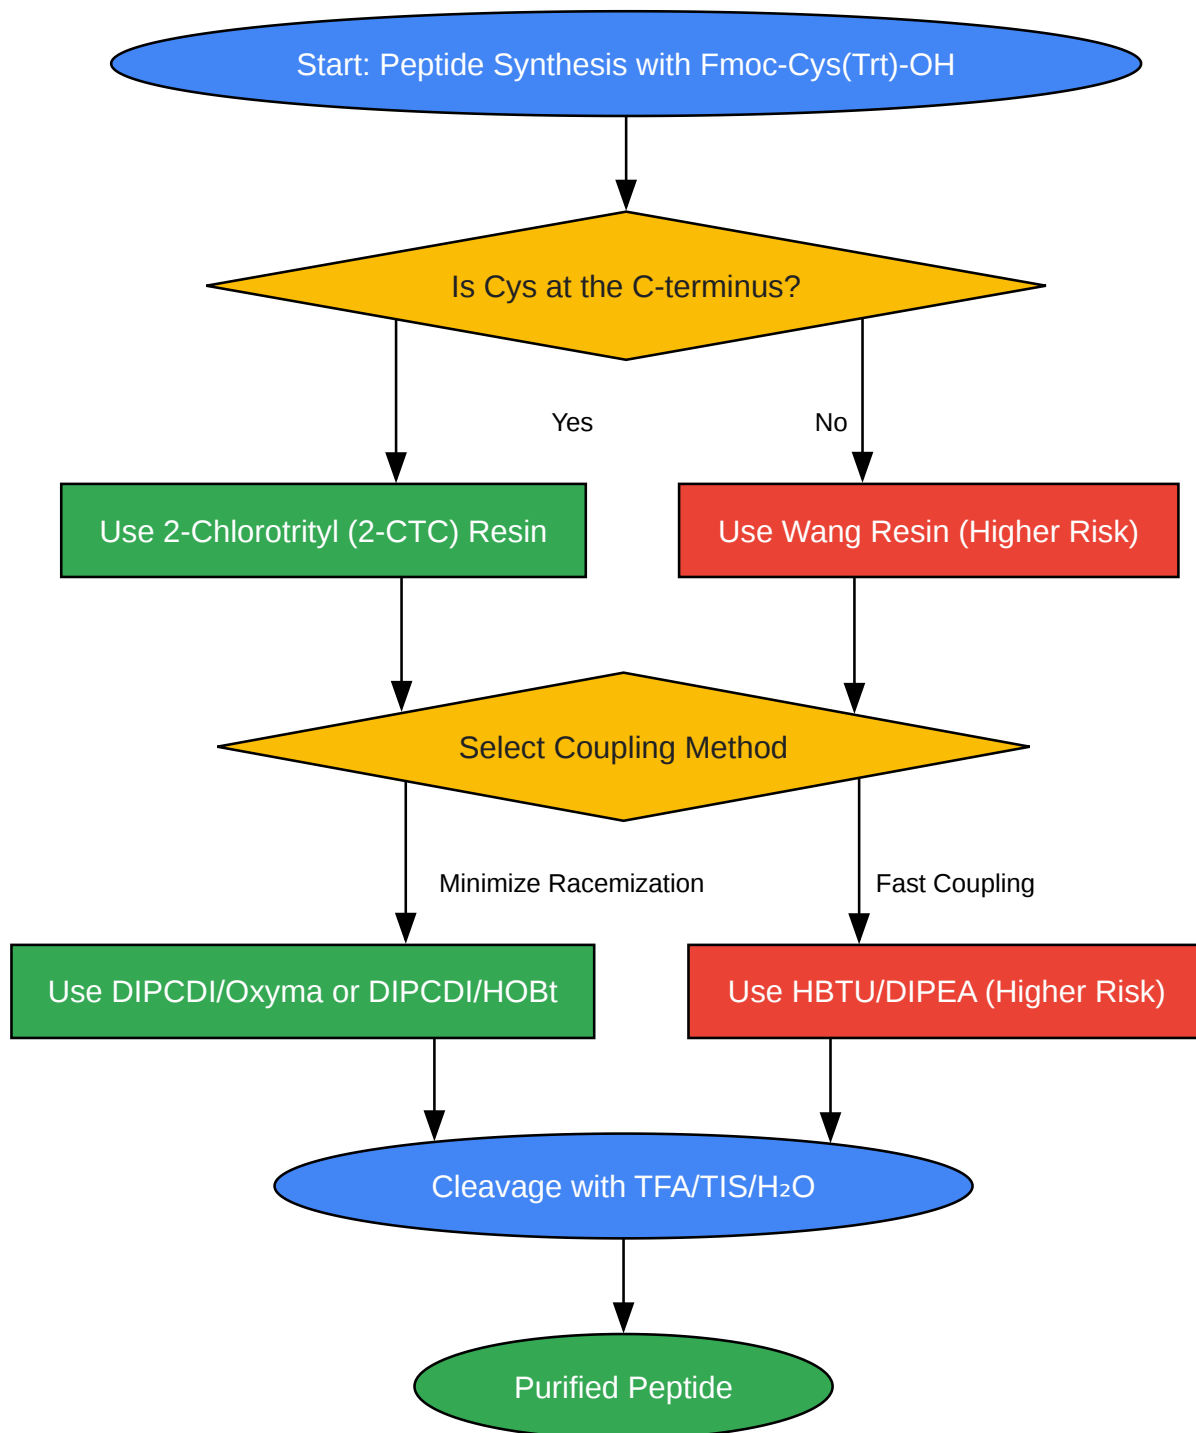 Start: Peptide Synthesis with Fmoc-Cys(Trt)-OH
Is Cys at the C-terminus?
Yes
No
Use 2-Chlorotrityl (2-CTC) Resin
Use Wang Resin (Higher Risk)
Select Coupling Method
Minimize Racemization
Fast Coupling
Use DIPCDI/Oxyma or DIPCDI/HOBt
Use HBTU/DIPEA (Higher Risk)
Cleavage with TFA/TIS/H₂O
Purified Peptide